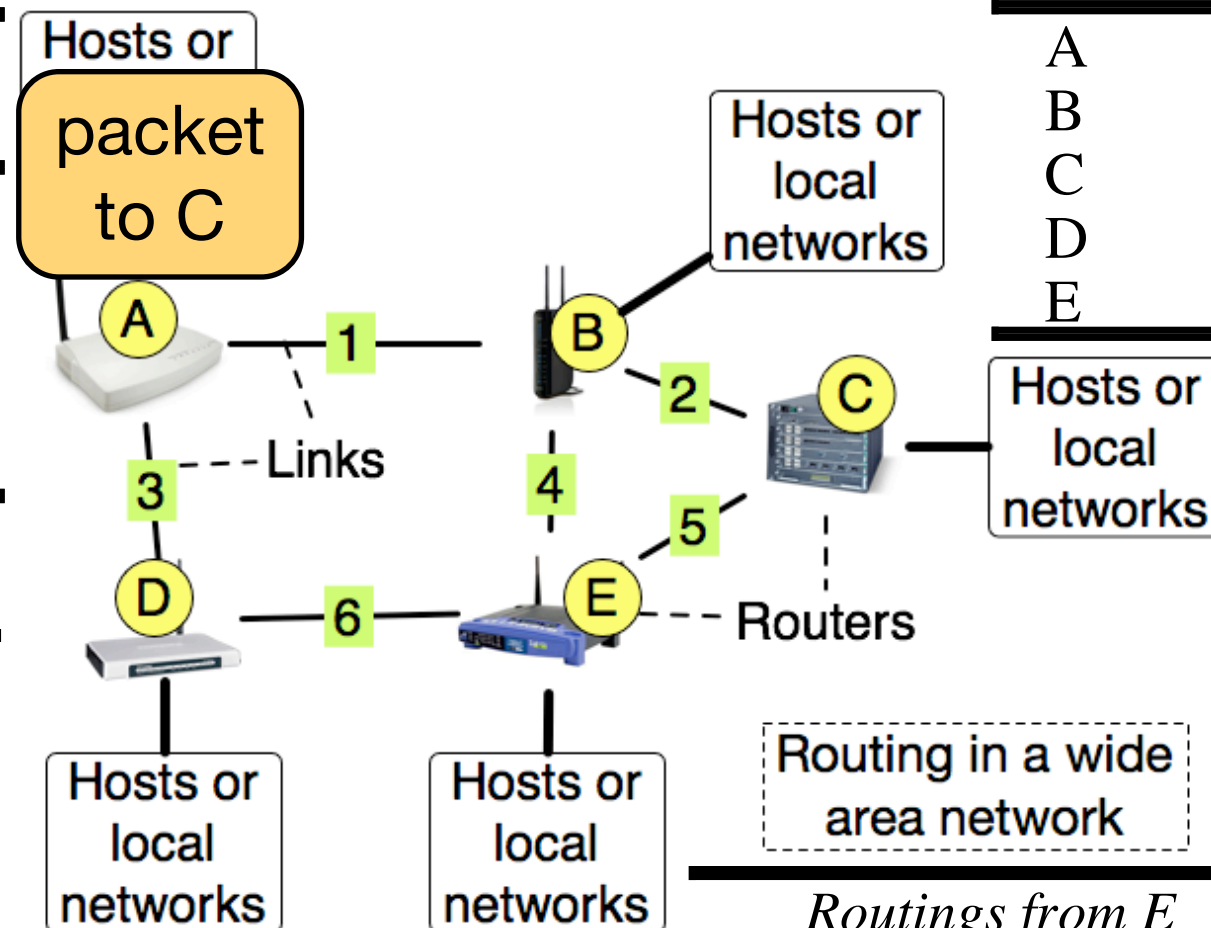 Hosts or
packet
to C
A
B
C
D
E
Hosts or
local
networks
A
1
B
2
C
Hosts or
local
networks
Links
3
4
5
D
6
E
Routers
Hosts or
local
networks
Hosts or
local
networks
Routing in a wide
area network
Routings from E